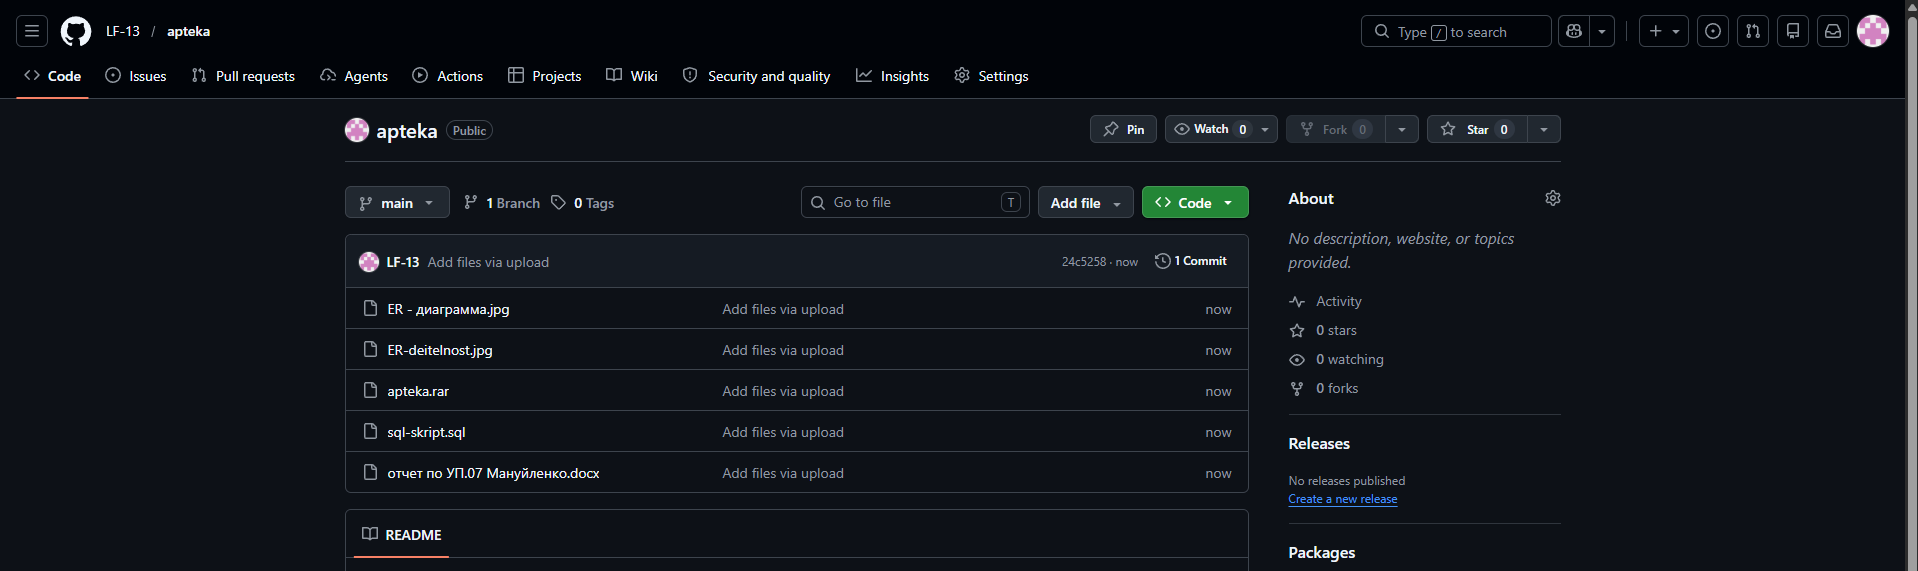 LF-13 / apteka
Type / to search
Code Issues Pull requests Agents Actions Projects Wiki Security and quality Insights Settings
apteka Public
Pin Watch 0 Fork 0 Star 0
main 1 Branch 0 Tags Go to file T Add file Code
LF-13 Add files via upload 24c5258 · now 1 Commit
ER - диаграмма.jpg Add files via upload now
ER-deitelnost.jpg Add files via upload now
apteka.rar Add files via upload now
sql-skript.sql Add files via upload now
отчет по УП.07 Мануйленко.docx Add files via upload now
README
About
No description, website, or topics
provided.
Activity
0 stars
0 watching
0 forks
Releases
No releases published
Create a new release
Packages